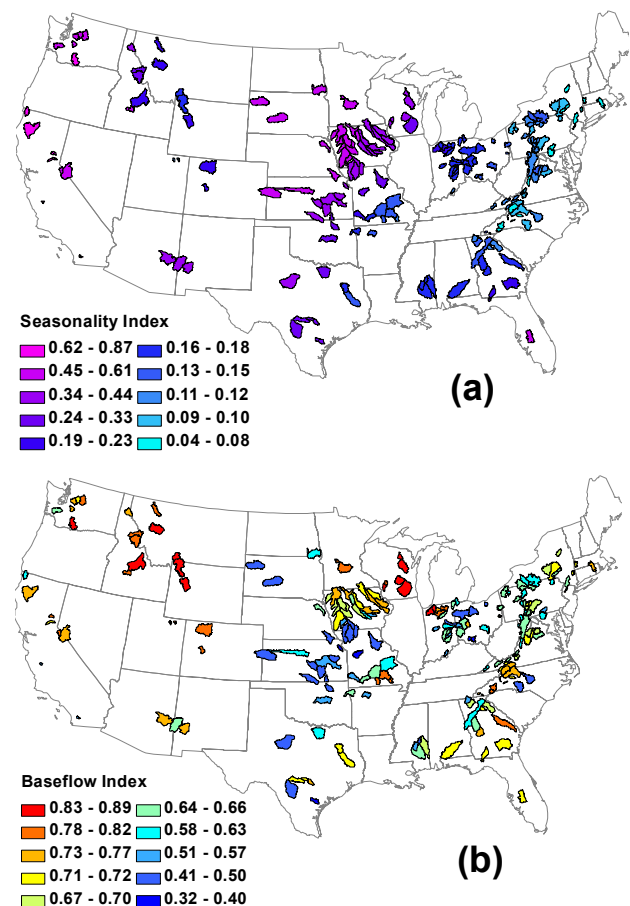 (a)
Seasonality Index
0.62 - 0.87 0.16 - 0.18
0.45 - 0.61 0.13 - 0.15
0.34 - 0.44 0.11 - 0.12
0.24 - 0.33 0.09 - 0.10
0.19 - 0.23 0.04 - 0.08
(b)
Baseflow Index
0.83 - 0.89 0.64 - 0.66
0.78 - 0.82 0.58 - 0.63
0.73 - 0.77 0.51 - 0.57
0.71 - 0.72 0.41 - 0.50
0.67 - 0.70 0.32 - 0.40